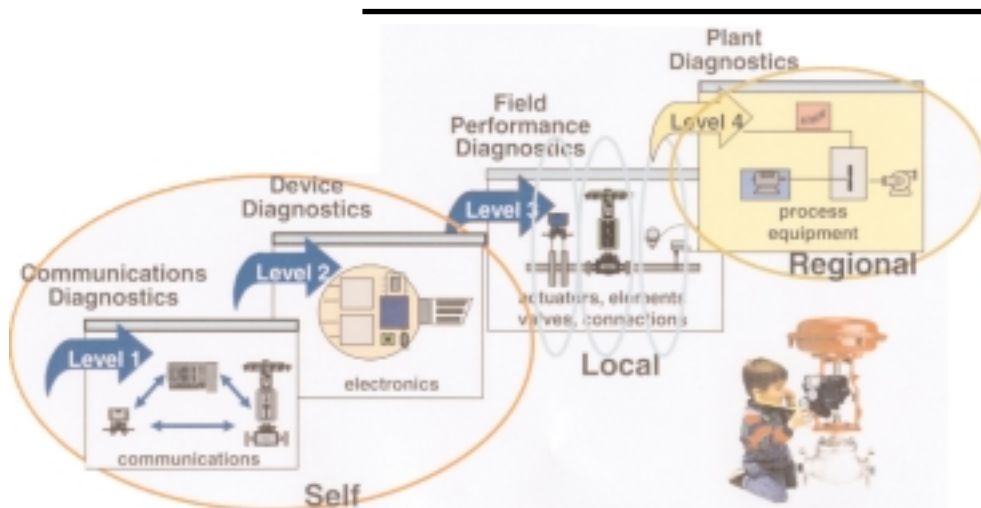 Plant
Diagnostics
Level 4
process
equipment
Regional
Field
Performance
Diagnostics
Level 3
actuators, elements
valves, connections
Local
Device
Diagnostics
Level 2
electronics
Communications
Diagnostics
Level 1
communications
Self